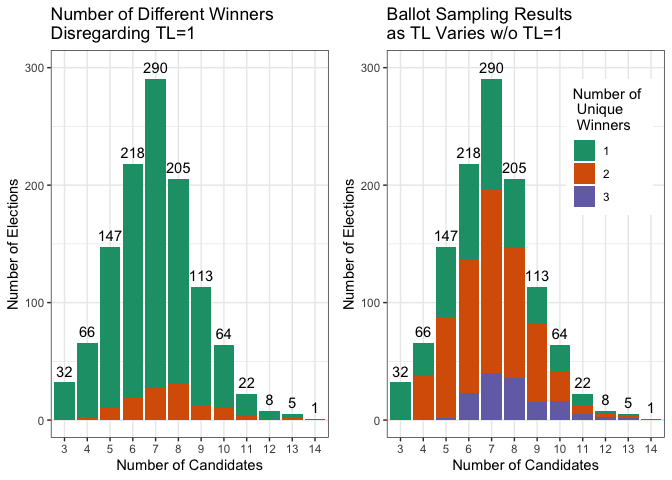 Number of Different Winners
Disregarding TL=1
300
200
100
0
Number of Elections
32
66
147
218
290
205
113
64
22
8
5
1
3 4 5 6 7 8 9 10 11 12 13 14
Number of Candidates
Ballot Sampling Results
as TL Varies w/o TL=1
300
200
100
0
Number of Elections
32
66
147
218
290
205
113
64
22
8
5
1
3 4 5 6 7 8 9 10 11 12 13 14
Number of Candidates
Number of
Unique
Winners
1
2
3